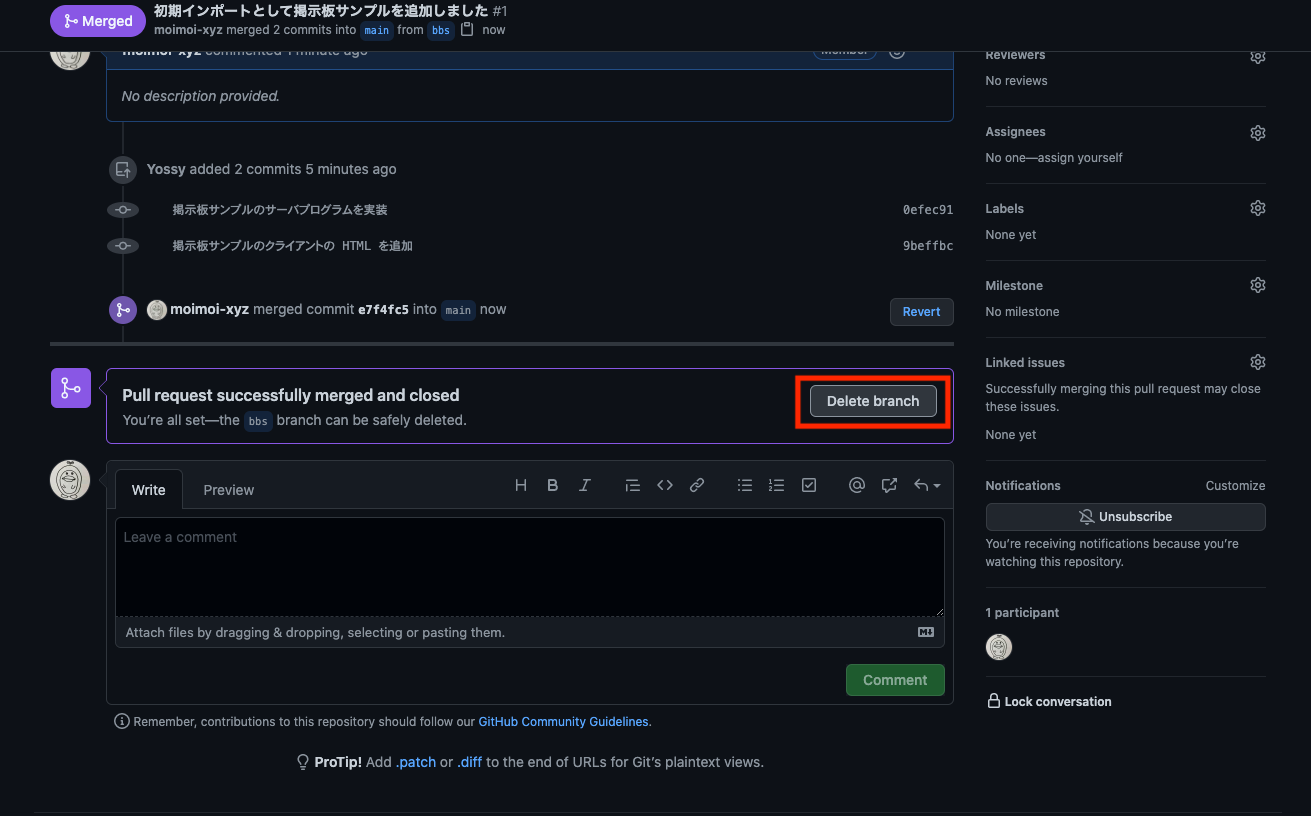 Merged
初期インポートとして掲示板サンプルを追加しました #1
moimoi-xyz merged 2 commits into main from bbs now
moimoi-xyz commented 1 minute ago
Member
No description provided.
Yossy added 2 commits 5 minutes ago
掲示板サンプルのサーバプログラムを実装 0efec91
掲示板サンプルのクライアントの HTML を追加 9beffbc
moimoi-xyz merged commit e7f4fc5 into main now
Revert
Pull request successfully merged and closed
You're all set—the bbs branch can be safely deleted.
Delete branch
Write
Preview
Leave a comment
Attach files by dragging & dropping, selecting or pasting them.
Comment
Remember, contributions to this repository should follow our GitHub Community Guidelines.
ProTip! Add .patch or .diff to the end of URLs for Git's plaintext views.
Reviewers
No reviews
Assignees
No one—assign yourself
Labels
None yet
Milestone
No milestone
Linked issues
Successfully merging this pull request may close
these issues.
None yet
Notifications
Customize
Unsubscribe
You're receiving notifications because you're
watching this repository.
1 participant
Lock conversation